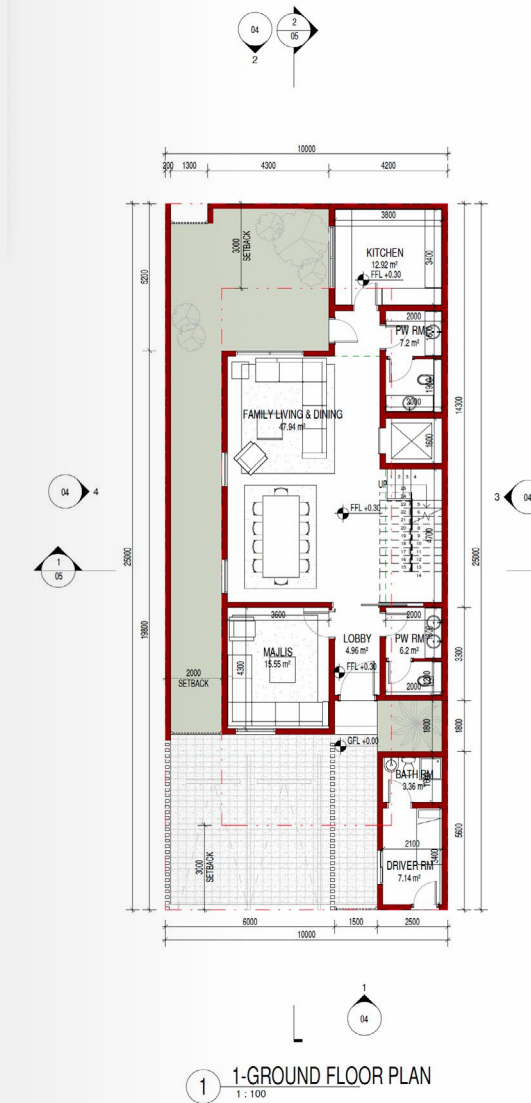 04
2
2
05
10000
200
1300
4300
4200
3800
KITCHEN
12.92 m²
FFL +0.30
3400
3000
SETBACK
5200
2000
PW RM
7.2 m²
1900
3000
14300
1600
FAMILY LIVING & DINING
47.94 m²
UP
FFL +0.30
4700
04
4
3
04
1
05
25000
25000
19800
3600
LOBBY
4.96 m²
FFL +0.30
2000
PW RM
6.2 m²
2000
3300
MAJLIS
15.55 m²
4300
2000
SETBACK
1800
1800
GFL +0.00
BATH RM
3.36 m²
3000
SETBACK
2100
3400
DRIVER RM
7.14 m²
5600
6000
1500
2500
10000
1
04
1
1-GROUND FLOOR PLAN
1 : 100